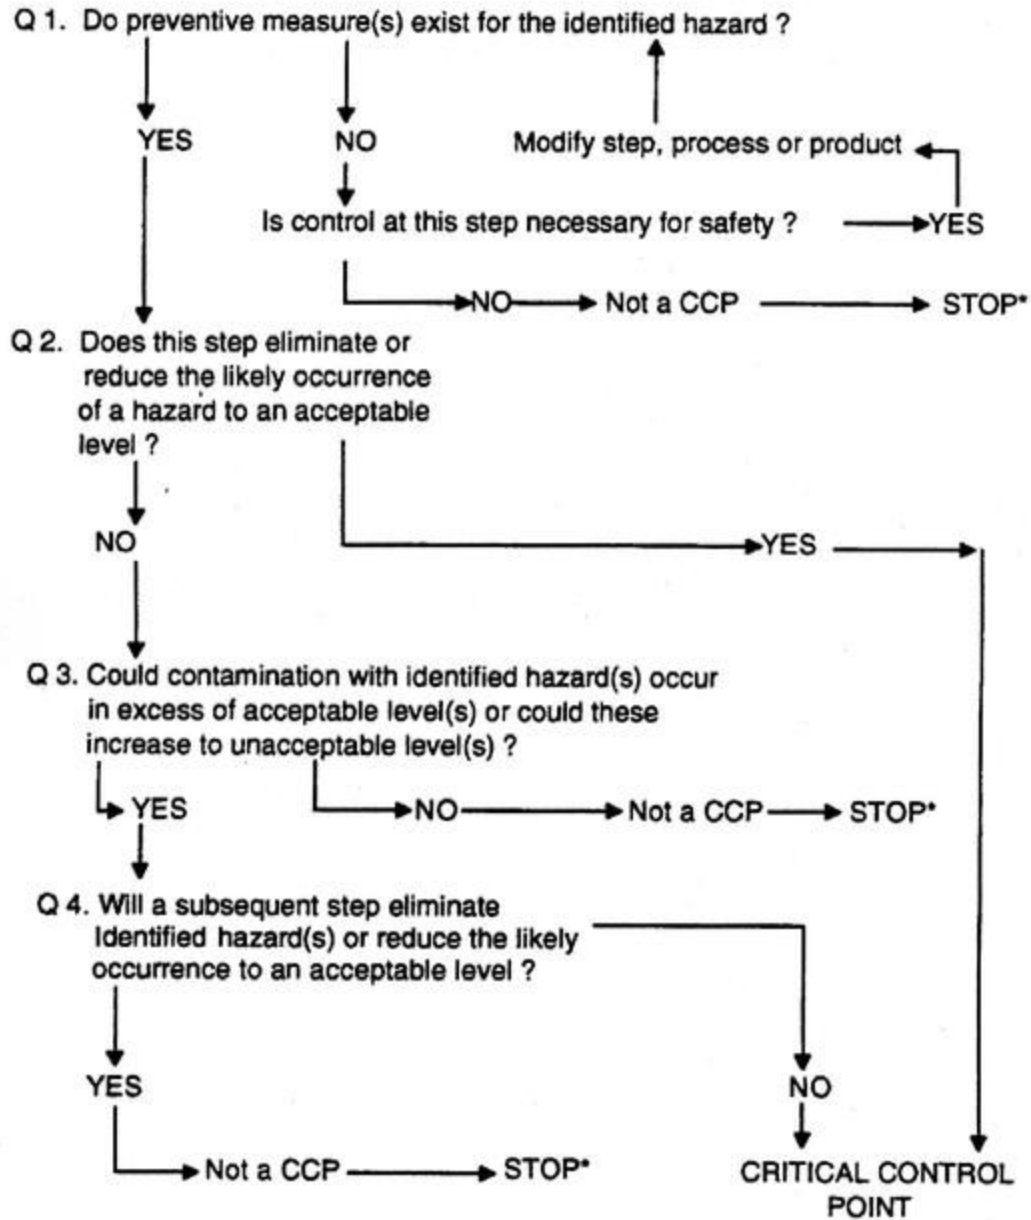 Q 1. Do preventive measure(s) exist for the identified hazard ?
YES
NO
Modify step, process or product
Is control at this step necessary for safety ?
YES
NO
Not a CCP
STOP*
Q 2. Does this step eliminate or
reduce the likely occurrence
of a hazard to an acceptable
level ?
NO
YES
Q 3. Could contamination with identified hazard(s) occur
in excess of acceptable level(s) or could these
increase to unacceptable level(s) ?
YES
NO
Not a CCP
STOP*
Q 4. Will a subsequent step eliminate
Identified hazard(s) or reduce the likely
occurrence to an acceptable level ?
YES
NO
Not a CCP
STOP*
CRITICAL CONTROL
POINT